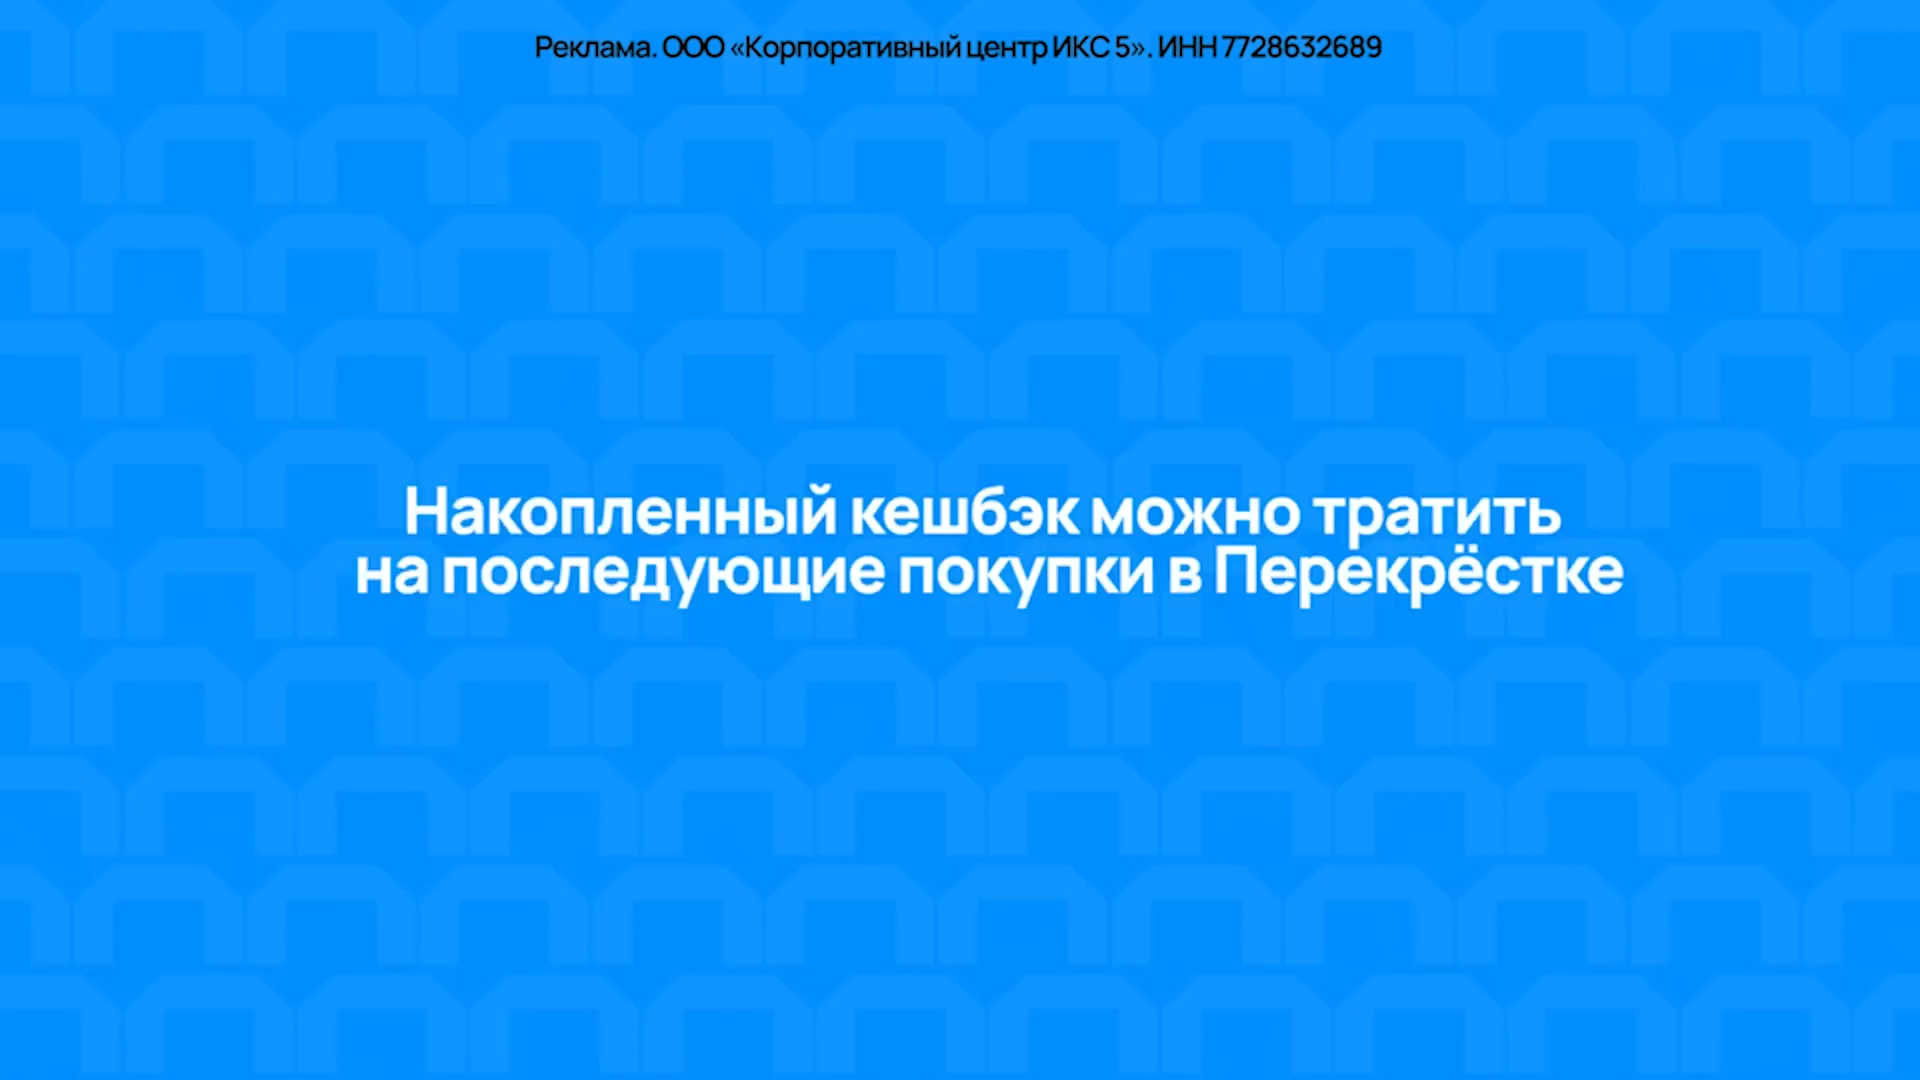 Реклама. ООО «Корпоративный центр ИКС 5». ИНН 7728632689
Накопленный кешбэк можно тратить
на последующие покупки в Перекрёстке